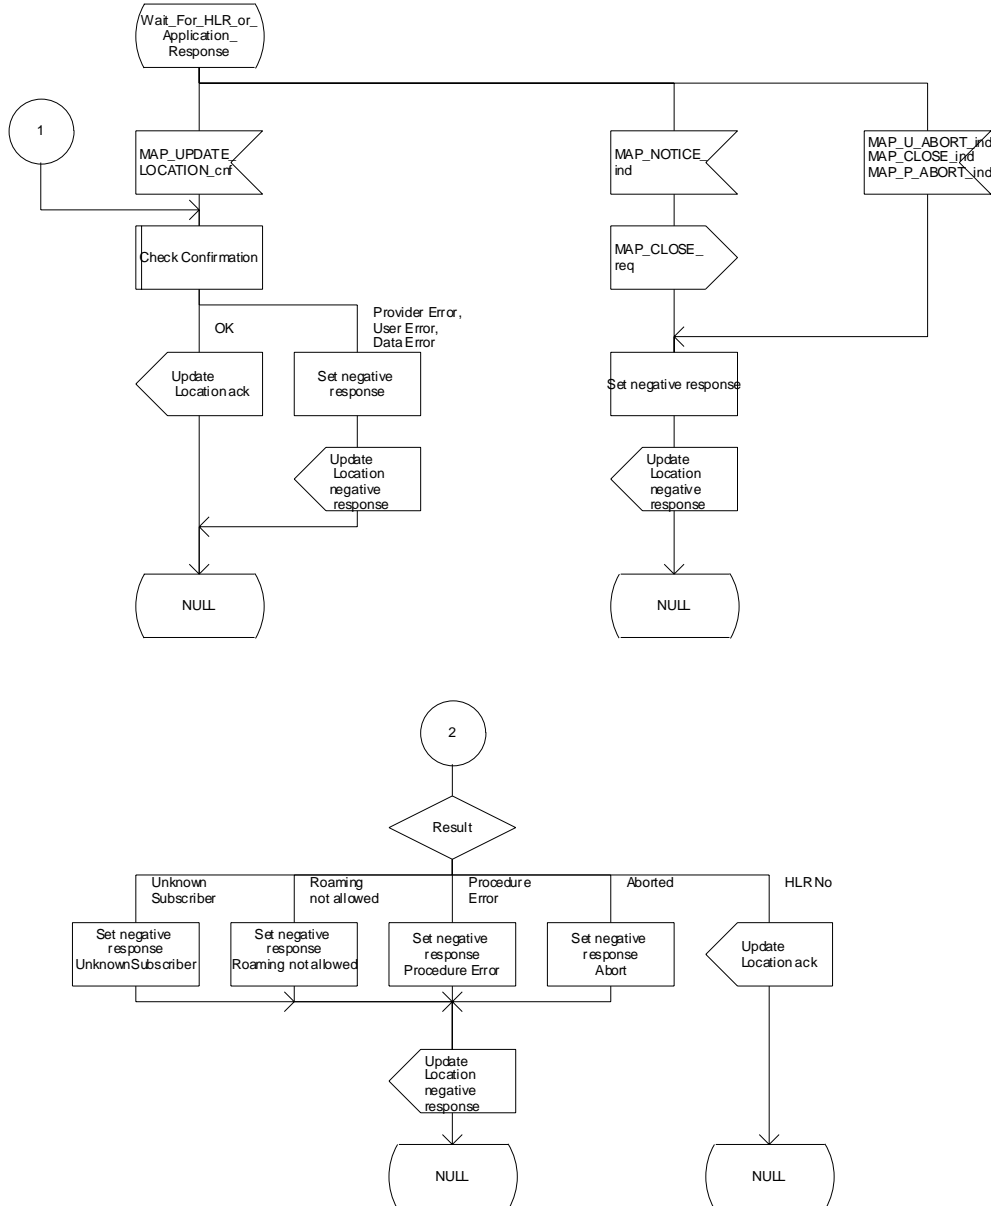 Wait_For_HLR_or_
Application_
Response
1
MAP_UPDATE_
LOCATION_cnf
MAP_NOTICE_
ind
MAP_U_ABORT_ind
MAP_CLOSE_ind
MAP_P_ABORT_ind
Check Confirmation
MAP_CLOSE_
req
OK
Provider Error,
User Error,
Data Error
Update
Location ack
Set negative
response
Set negative response
Update
Location
negative
response
Update
Location
negative
response
NULL
NULL
2
Result
Unknown
Subscriber
Roaming
not allowed
Procedure
Error
Aborted
HLR No
Set negative
response
Unknown Subscriber
Set negative
response
Roaming not allowed
Set negative
response
Procedure Error
Set negative
response
Abort
Update
Location ack
Update
Location
negative
response
NULL
NULL